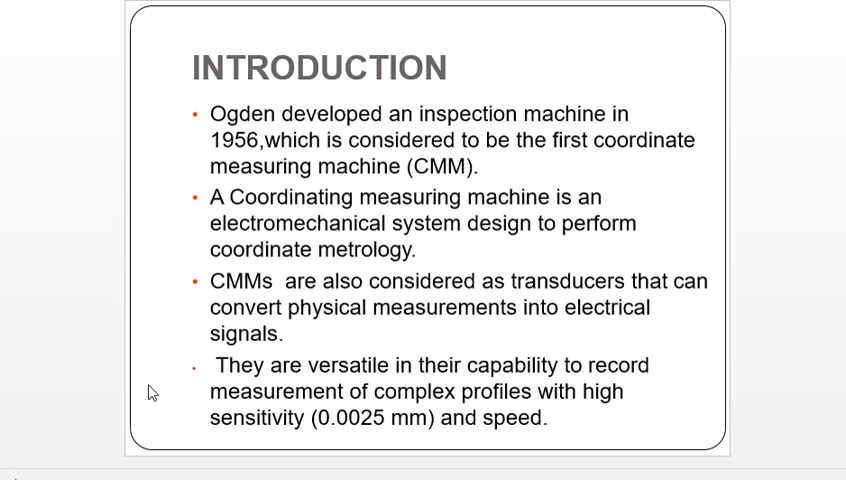 INTRODUCTION
• Ogden developed an inspection machine in
1956,which is considered to be the first coordinate
measuring machine (CMM).
• A Coordinating measuring machine is an
electromechanical system design to perform
coordinate metrology.
• CMMs  are also considered as transducers that can
convert physical measurements into electrical
signals.
•  They are versatile in their capability to record
measurement of complex profiles with high
sensitivity (0.0025 mm) and speed.